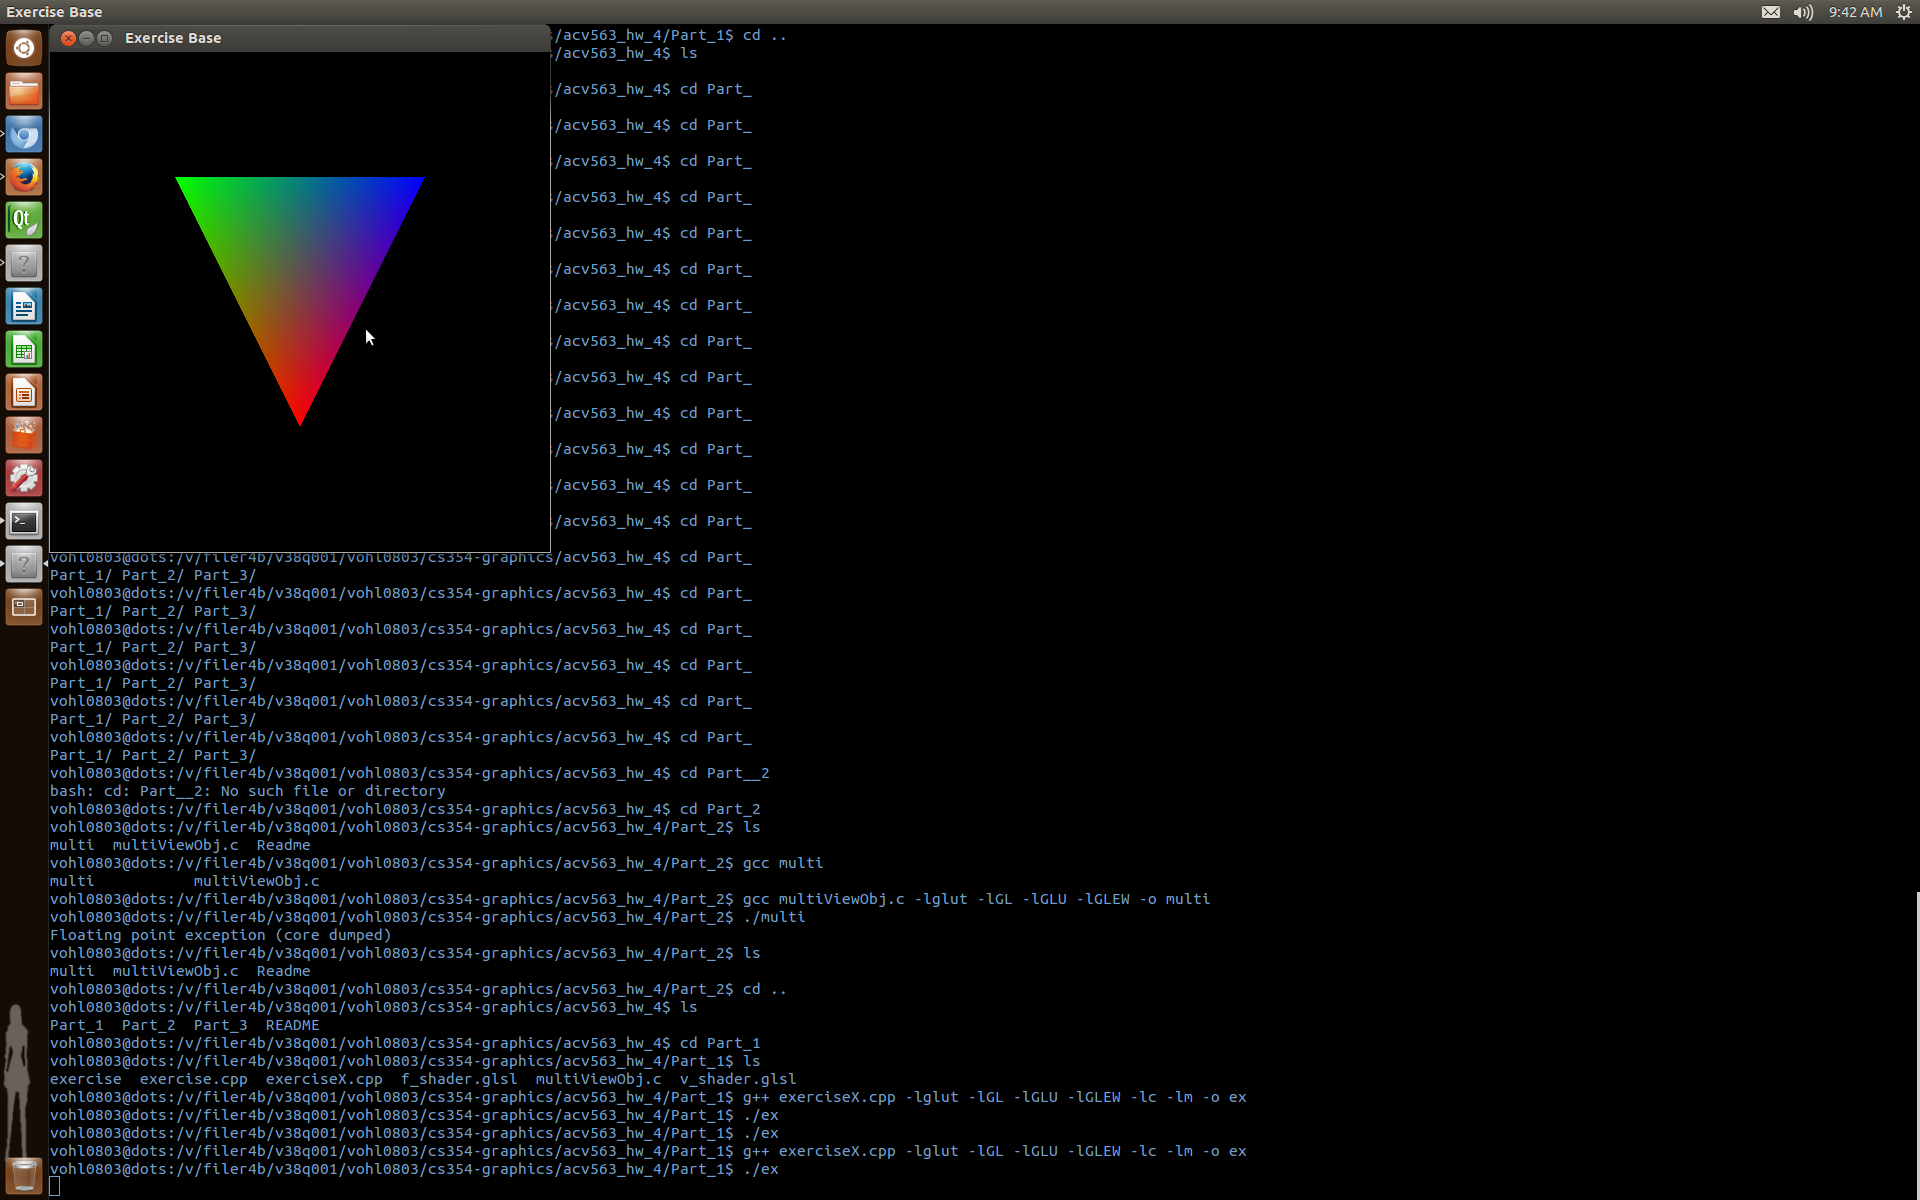 Exercise Base
9:42 AM
Exercise Base
/acv563_hw_4/Part_1$ cd ..
/acv563_hw_4$ ls
/acv563_hw_4$ cd Part_
/acv563_hw_4$ cd Part_
/acv563_hw_4$ cd Part_
/acv563_hw_4$ cd Part_
/acv563_hw_4$ cd Part_
/acv563_hw_4$ cd Part_
/acv563_hw_4$ cd Part_
/acv563_hw_4$ cd Part_
/acv563_hw_4$ cd Part_
/acv563_hw_4$ cd Part_
/acv563_hw_4$ cd Part_
/acv563_hw_4$ cd Part_
/acv563_hw_4$ cd Part_
Qt
vohl0803@dots:/v/filer4b/v38q001/vohl0803/cs354-graphics/acv563_hw_4$ cd Part_
Part_1/ Part_2/ Part_3/
vohl0803@dots:/v/filer4b/v38q001/vohl0803/cs354-graphics/acv563_hw_4$ cd Part_
Part_1/ Part_2/ Part_3/
vohl0803@dots:/v/filer4b/v38q001/vohl0803/cs354-graphics/acv563_hw_4$ cd Part_
Part_1/ Part_2/ Part_3/
vohl0803@dots:/v/filer4b/v38q001/vohl0803/cs354-graphics/acv563_hw_4$ cd Part_
Part_1/ Part_2/ Part_3/
vohl0803@dots:/v/filer4b/v38q001/vohl0803/cs354-graphics/acv563_hw_4$ cd Part_
Part_1/ Part_2/ Part_3/
vohl0803@dots:/v/filer4b/v38q001/vohl0803/cs354-graphics/acv563_hw_4$ cd Part_
Part_1/ Part_2/ Part_3/
vohl0803@dots:/v/filer4b/v38q001/vohl0803/cs354-graphics/acv563_hw_4$ cd Part__2
bash: cd: Part__2: No such file or directory
vohl0803@dots:/v/filer4b/v38q001/vohl0803/cs354-graphics/acv563_hw_4$ cd Part_2
vohl0803@dots:/v/filer4b/v38q001/vohl0803/cs354-graphics/acv563_hw_4/Part_2$ ls
multi  multiViewObj.c  Readme
vohl0803@dots:/v/filer4b/v38q001/vohl0803/cs354-graphics/acv563_hw_4/Part_2$ gcc multi
multi           multiViewObj.c
vohl0803@dots:/v/filer4b/v38q001/vohl0803/cs354-graphics/acv563_hw_4/Part_2$ gcc multiViewObj.c -lglut -lGL -lGLU -lGLEW -o multi
vohl0803@dots:/v/filer4b/v38q001/vohl0803/cs354-graphics/acv563_hw_4/Part_2$ ./multi
Floating point exception (core dumped)
vohl0803@dots:/v/filer4b/v38q001/vohl0803/cs354-graphics/acv563_hw_4/Part_2$ ls
multi  multiViewObj.c  Readme
vohl0803@dots:/v/filer4b/v38q001/vohl0803/cs354-graphics/acv563_hw_4/Part_2$ cd ..
vohl0803@dots:/v/filer4b/v38q001/vohl0803/cs354-graphics/acv563_hw_4$ ls
Part_1  Part_2  Part_3  README
vohl0803@dots:/v/filer4b/v38q001/vohl0803/cs354-graphics/acv563_hw_4$ cd Part_1
vohl0803@dots:/v/filer4b/v38q001/vohl0803/cs354-graphics/acv563_hw_4/Part_1$ ls
exercise  exercise.cpp  exerciseX.cpp  f_shader.glsl  multiViewObj.c  v_shader.glsl
vohl0803@dots:/v/filer4b/v38q001/vohl0803/cs354-graphics/acv563_hw_4/Part_1$ g++ exerciseX.cpp -lglut -lGL -lGLU -lGLEW -lc -lm -o ex
vohl0803@dots:/v/filer4b/v38q001/vohl0803/cs354-graphics/acv563_hw_4/Part_1$ ./ex
vohl0803@dots:/v/filer4b/v38q001/vohl0803/cs354-graphics/acv563_hw_4/Part_1$ ./ex
vohl0803@dots:/v/filer4b/v38q001/vohl0803/cs354-graphics/acv563_hw_4/Part_1$ g++ exerciseX.cpp -lglut -lGL -lGLU -lGLEW -lc -lm -o ex
vohl0803@dots:/v/filer4b/v38q001/vohl0803/cs354-graphics/acv563_hw_4/Part_1$ ./ex